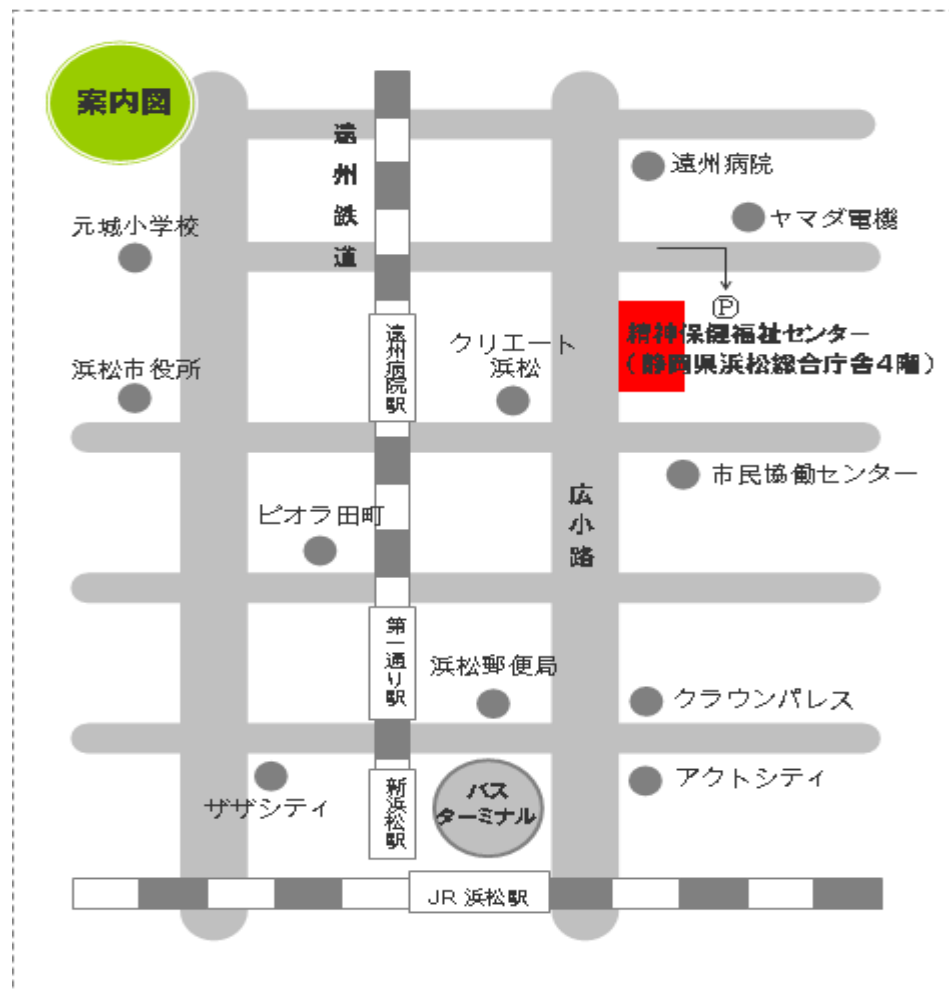 案内図
遠州鉄道
遠州病院
ヤマダ電機
元城小学校
Ⓟ
精神保健福祉センター
(静岡県浜松総合庁舎4階)
遠州病院駅
クリエート
浜松
浜松市役所
市民協働センター
広小路
ピオラ田町
第一通り駅
浜松郵便局
クラウンパレス
ザザシティ
新浜松駅
バス
ターミナル
アクトシティ
JR 浜松駅